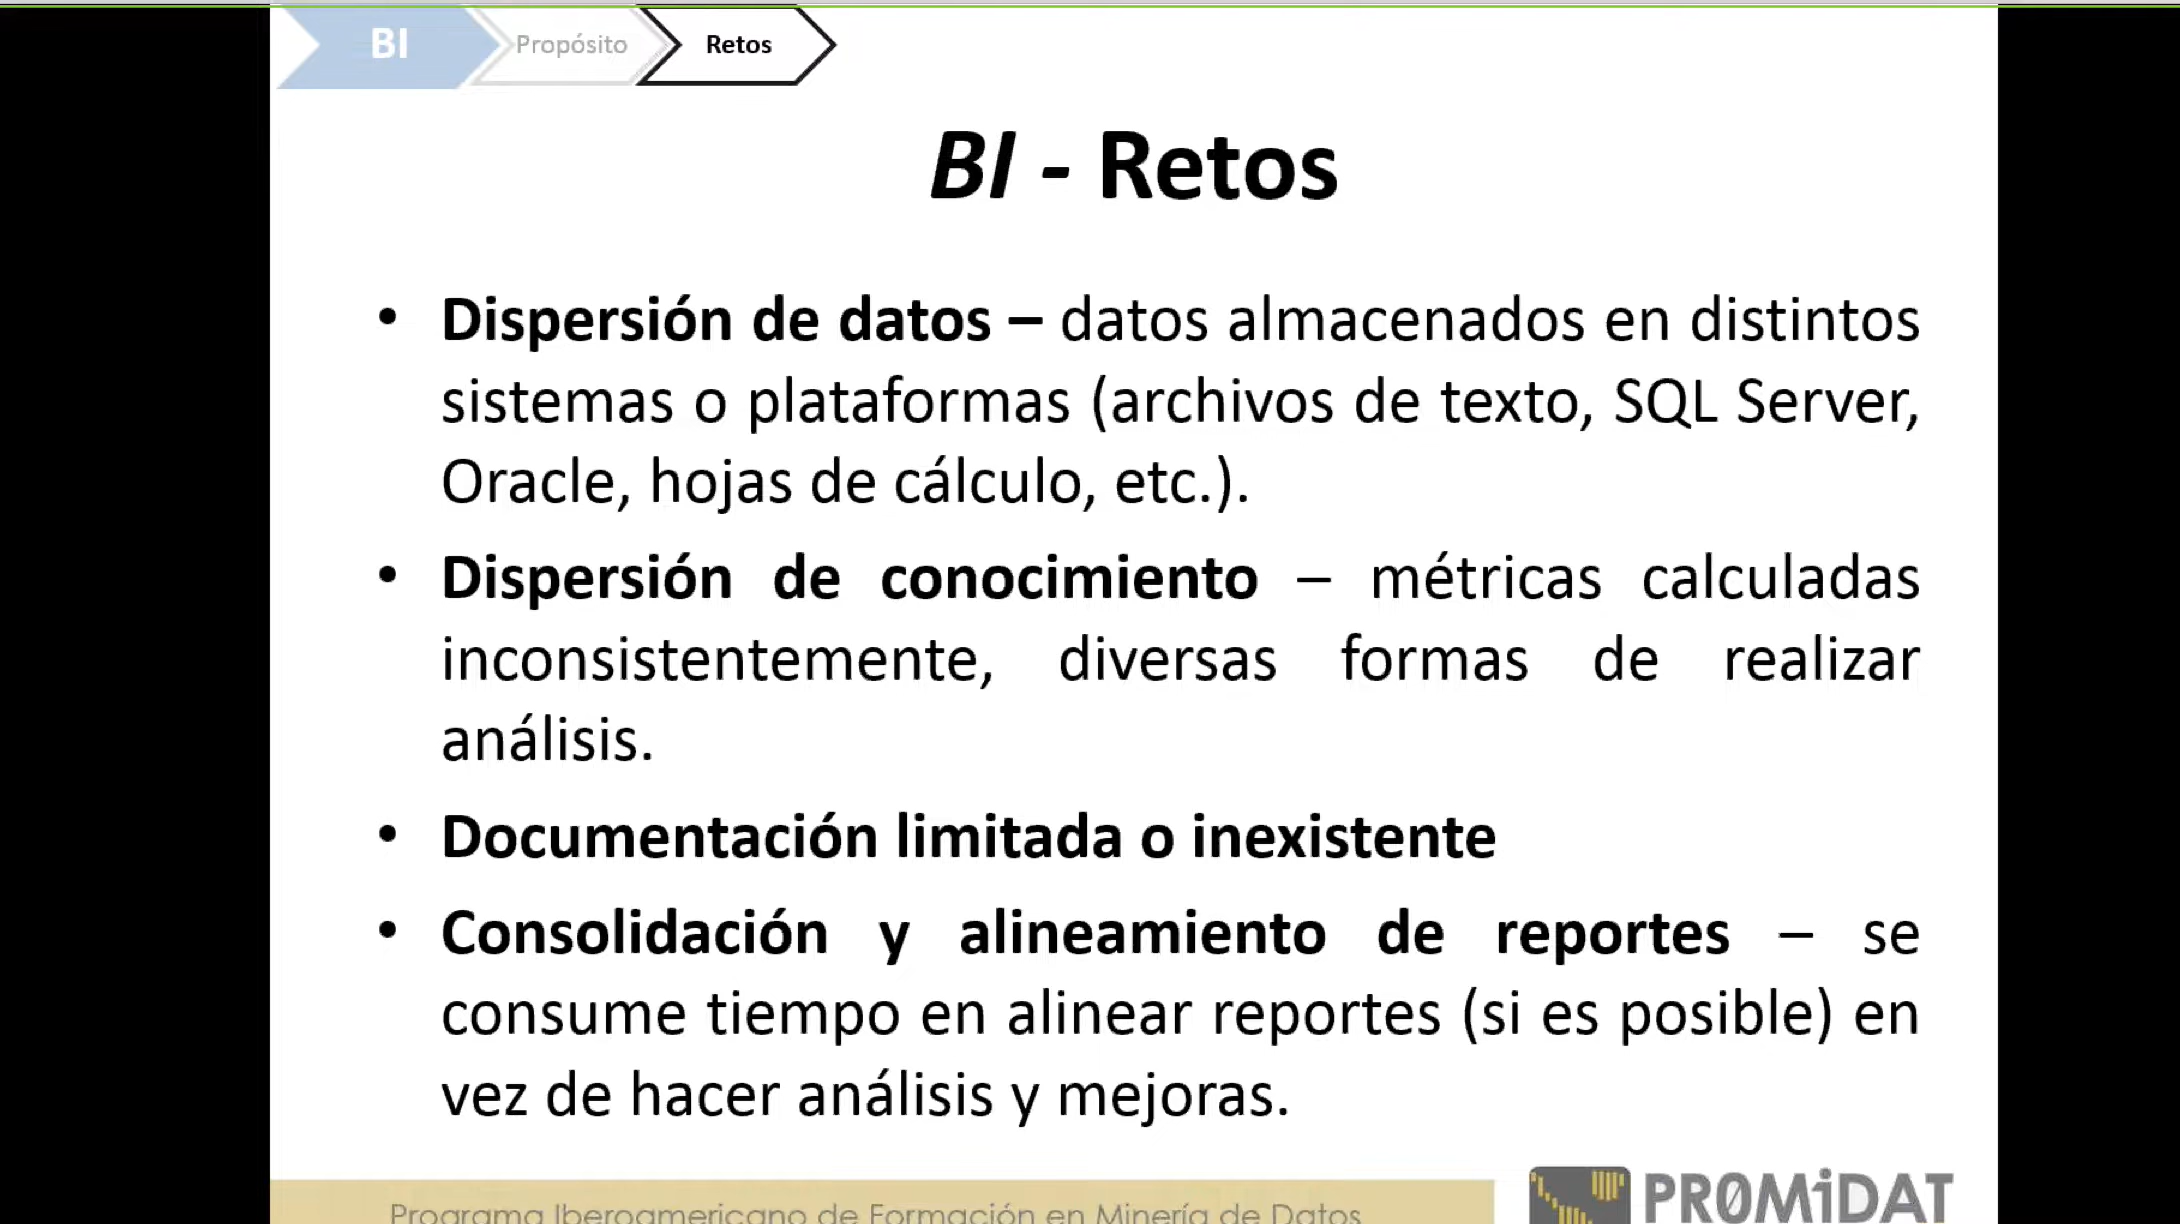 BI
Propósito
Retos
BI - Retos
• Dispersión de datos – datos almacenados en distintos
sistemas o plataformas (archivos de texto, SQL Server,
Oracle, hojas de cálculo, etc.).
• Dispersión de conocimiento – métricas calculadas
inconsistentemente, diversas formas de realizar
análisis.
• Documentación limitada o inexistente
• Consolidación y alineamiento de reportes – se
consume tiempo en alinear reportes (si es posible) en
vez de hacer análisis y mejoras.
Programa Iberoamericano de Formación en Minería de Datos
PR0MiDAT